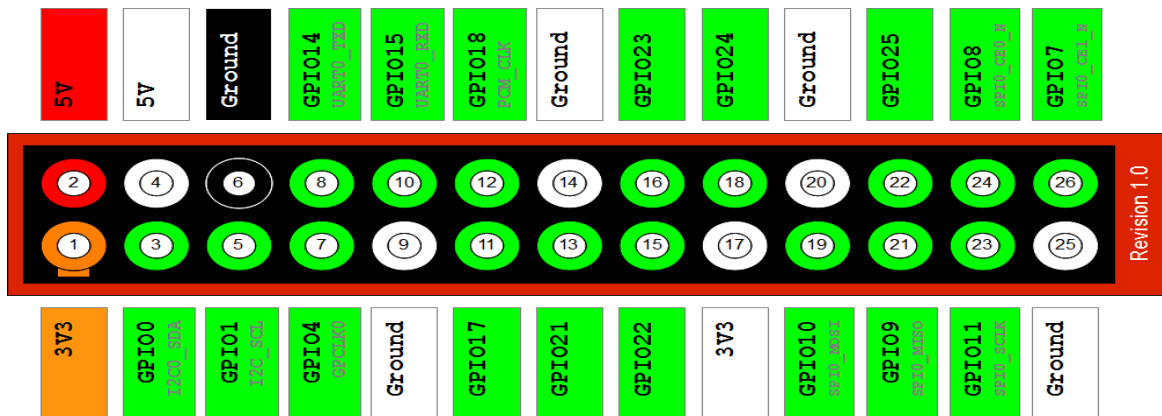 5V
5V
Ground
GPIO14
UART0_TXD
GPIO15
UART0_RXD
GPIO18
PCM_CLK
Ground
GPIO23
GPIO24
Ground
GPIO25
GPIO8
SPI0_CE0_N
GPIO7
SPI0_CE1_N
2 4 6 8 10 12 14 16 18 20 22 24 26
1 3 5 7 9 11 13 15 17 19 21 23 25
Revision 1.0
3V3
GPIO0
I2C0_SDA
GPIO1
I2C_SCL
GPIO4
GPCLK0
Ground
GPIO17
GPIO21
GPIO22
3V3
GPIO10
SPI0_MOSI
GPIO9
SPI0_MISO
GPIO11
SPI0_SCLK
Ground